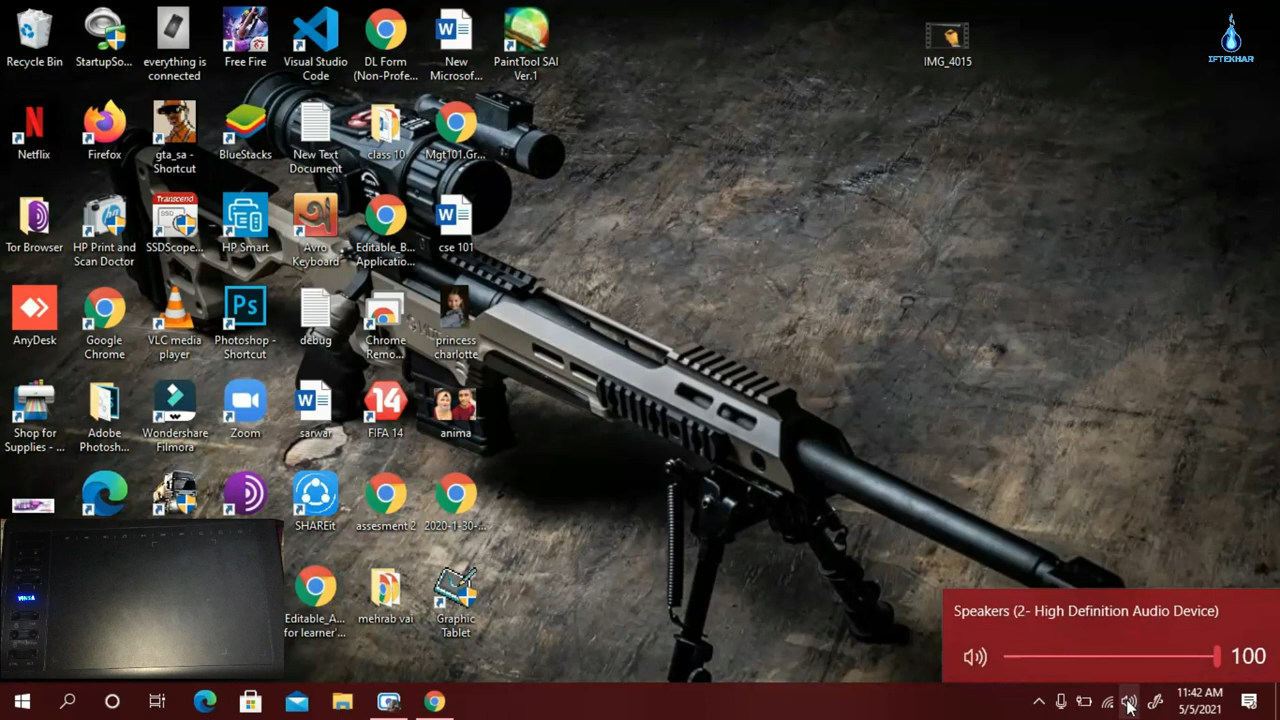 Recycle Bin
StartupSo...
everything is
connected
Free Fire
Visual Studio
Code
DL Form
(Non-Profe...
New
Microsof...
PaintTool SAI
Ver.1
IMG_4015
IFTEKHAR
Netflix
Firefox
gta_sa -
Shortcut
BlueStacks
New Text
Document
class 10
Mgt101.Gr...
Tor Browser
HP Print and
Scan Doctor
Transcend
SSD
SSDScope...
HP Smart
Avro
Keyboard
Editable_B...
Applicatio...
cse 101
AnyDesk
Google
Chrome
VLC media
player
Ps
Photoshop -
Shortcut
debug
Chrome
Remo...
princess
charlotte
Shop for
Supplies - ...
Adobe
Photosh...
Wondershare
Filmora
Zoom
sarwar
14
FIFA 14
anima
SHAREit
assesment 2
2020-1-30-...
VEIKK
Editable_A...
for learner'...
mehrab vai
Graphic
Tablet
Speakers (2- High Definition Audio Device)
100
11:42 AM
5/5/2021